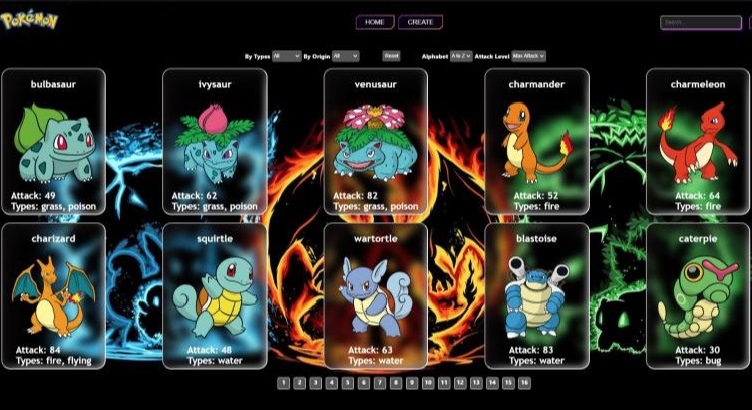 POKéMON
HOME CREATE Search...
By Types All By Origin All Reset Alphabet A to Z Attack Level Max Attack
bulbasaur
Attack: 49
Types: grass, poison
ivysaur
Attack: 62
Types: grass, poison
venusaur
Attack: 82
Types: grass, poison
charmander
Attack: 52
Types: fire
charmeleon
Attack: 64
Types: fire
charizard
Attack: 84
Types: fire, flying
squirtle
Attack: 48
Types: water
wartortle
Attack: 63
Types: water
blastoise
Attack: 83
Types: water
caterpie
Attack: 30
Types: bug
1 2 3 4 5 6 7 8 9 10 11 12 13 14 15 16